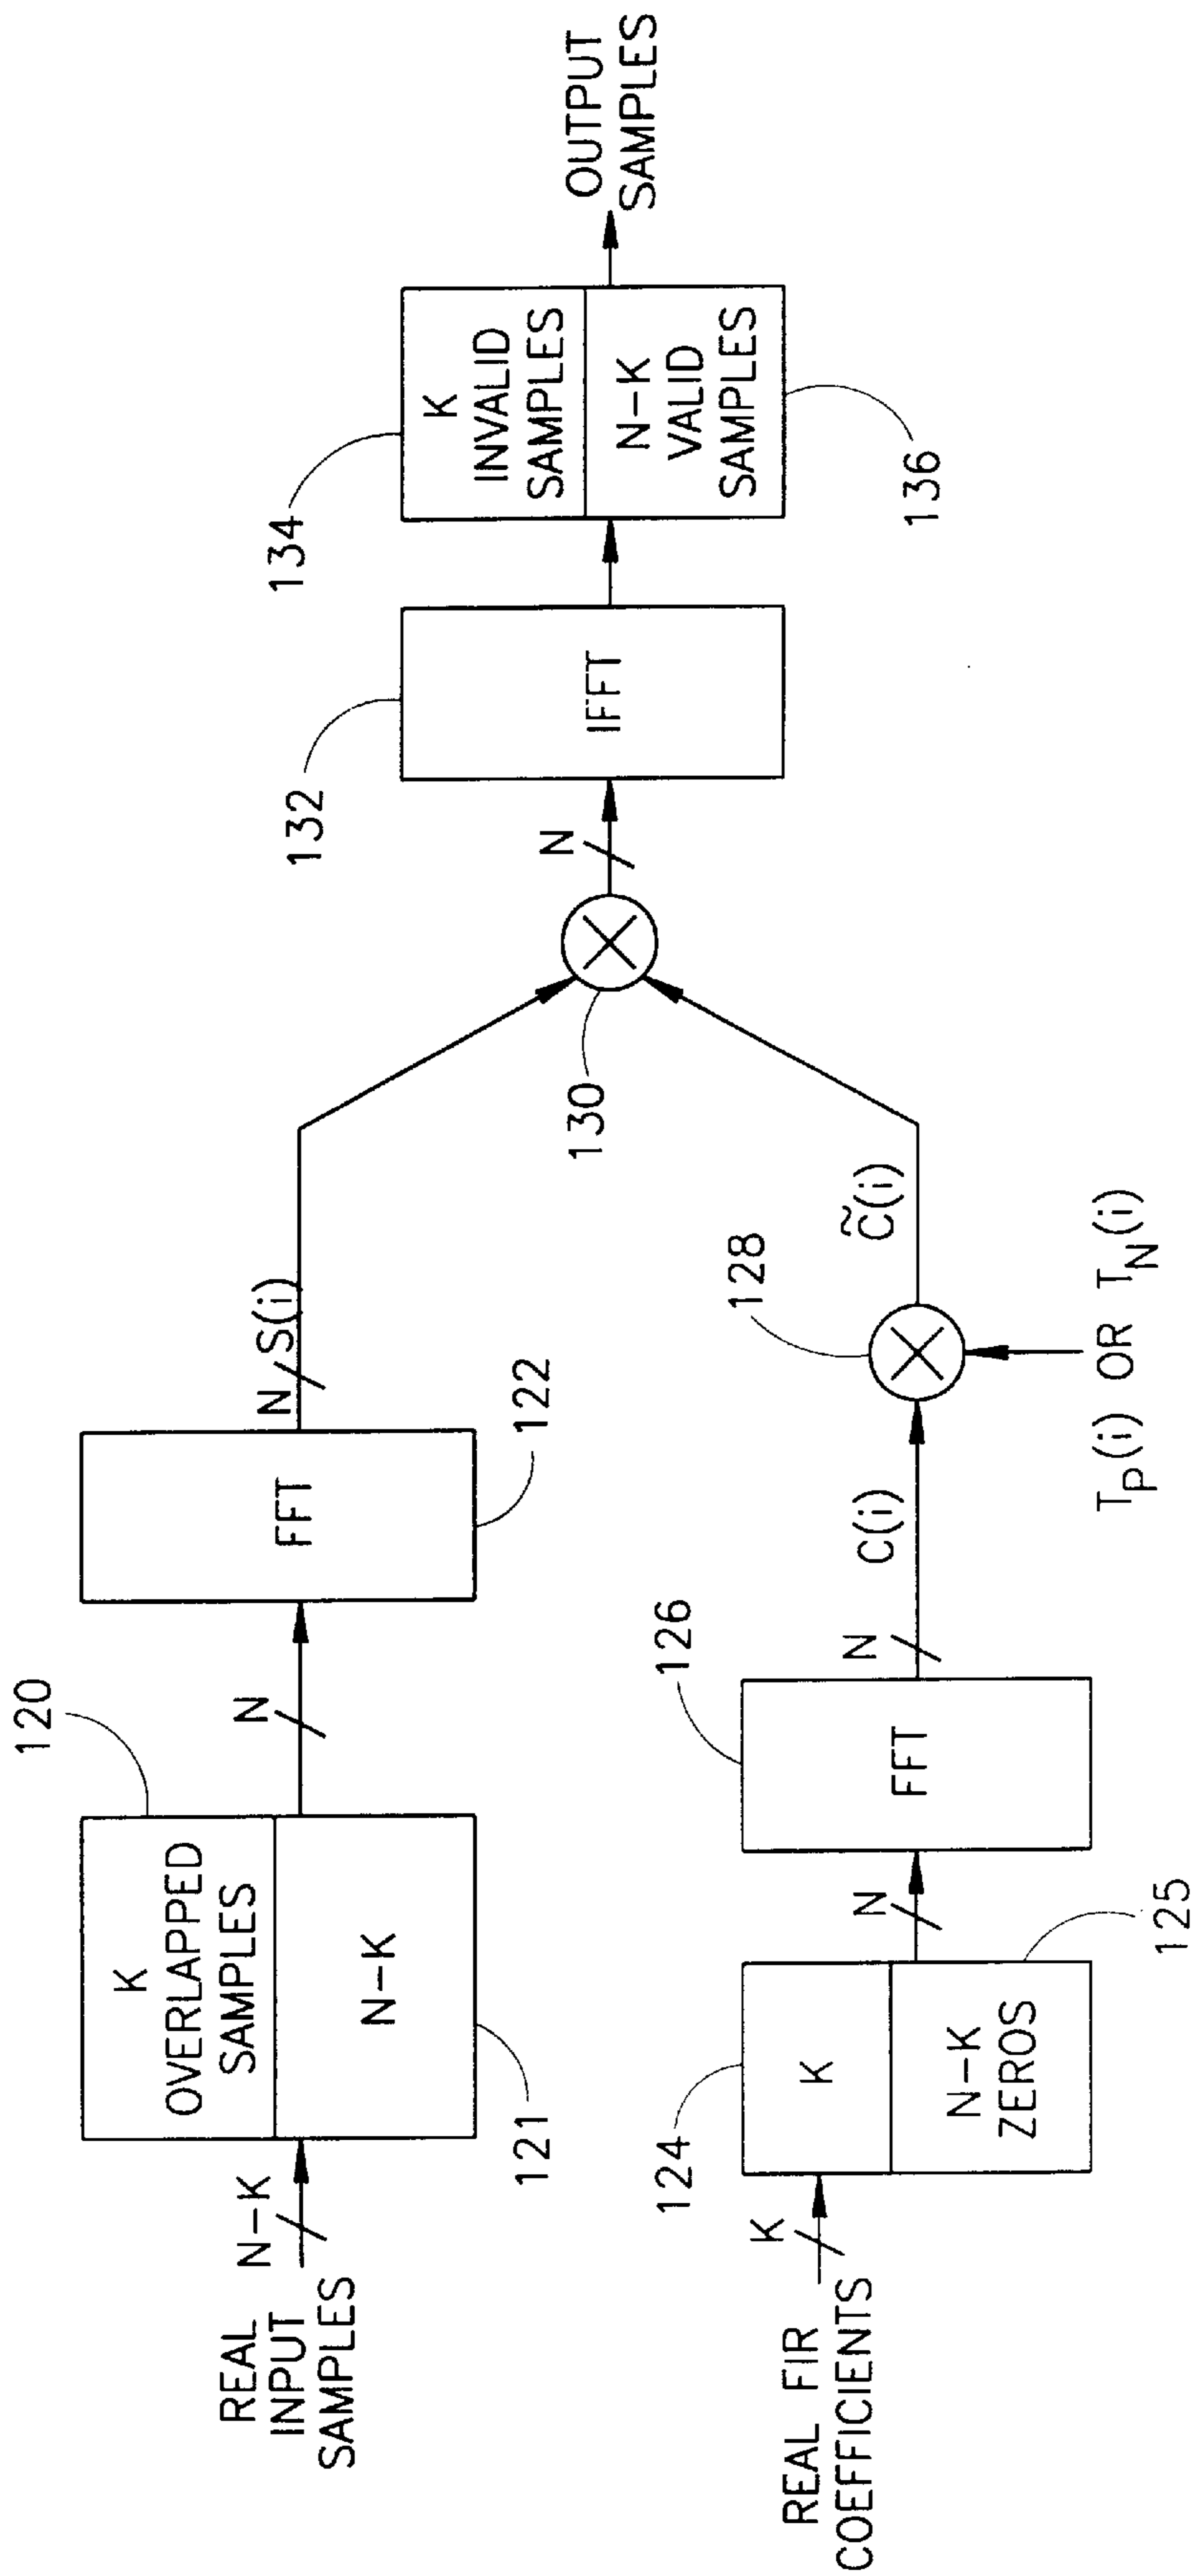 REAL
INPUT
SAMPLES
N-K
K
OVERLAPPED
SAMPLES
N-K
120
121
N
FFT
122
N
S(i)
REAL FIR
COEFFICIENTS
K
K
N-K
ZEROS
124
125
N
FFT
126
N
C(i)
128
T_P(i) OR T_N(i)
C̃(i)
130
N
IFFT
132
K
INVALID
SAMPLES
N-K
VALID
SAMPLES
134
136
OUTPUT
SAMPLES